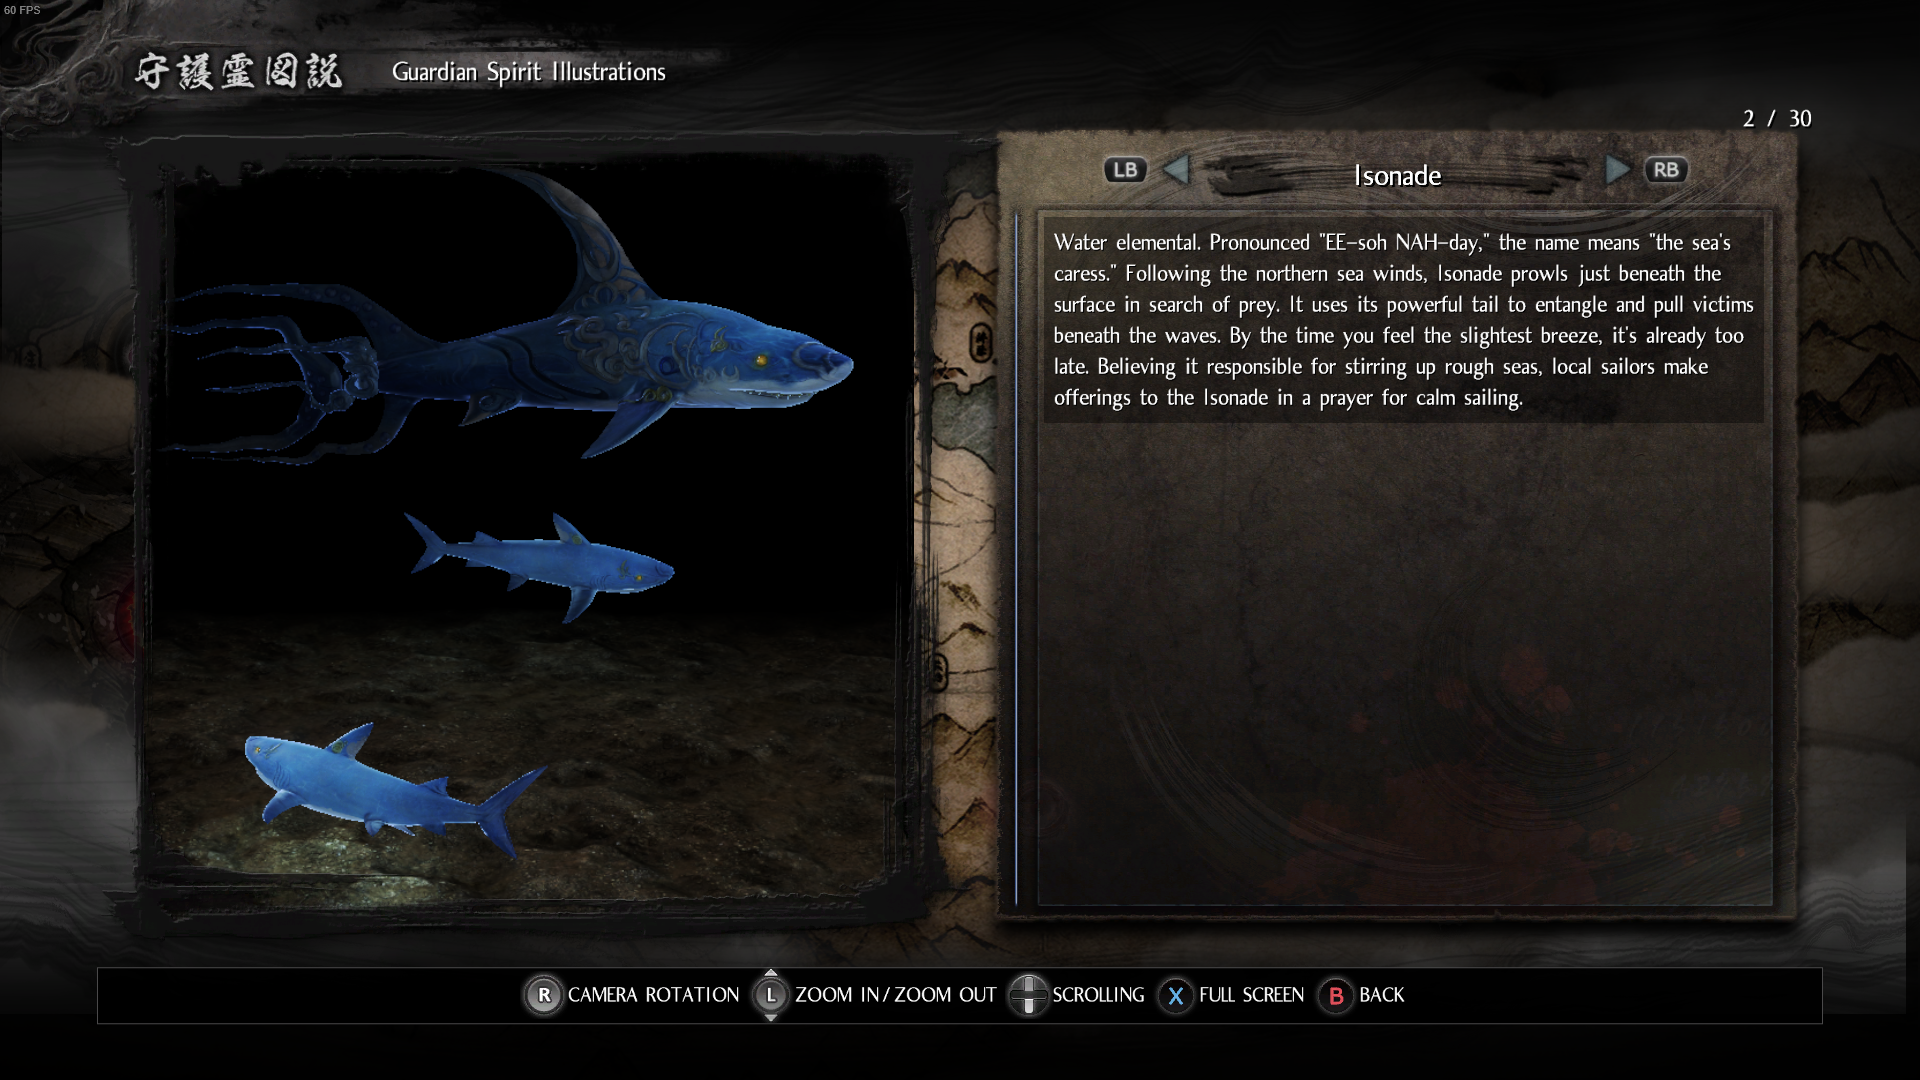 60 FPS
守護霊図説 Guardian Spirit Illustrations
2 / 30
LB Isonade RB
Water elemental. Pronounced "EE-soh NAH-day," the name means "the sea's
caress." Following the northern sea winds, Isonade prowls just beneath the
surface in search of prey. It uses its powerful tail to entangle and pull victims
beneath the waves. By the time you feel the slightest breeze, it's already too
late. Believing it responsible for stirring up rough seas, local sailors make
offerings to the Isonade in a prayer for calm sailing.
R CAMERA ROTATION L ZOOM IN/ZOOM OUT SCROLLING X FULL SCREEN B BACK